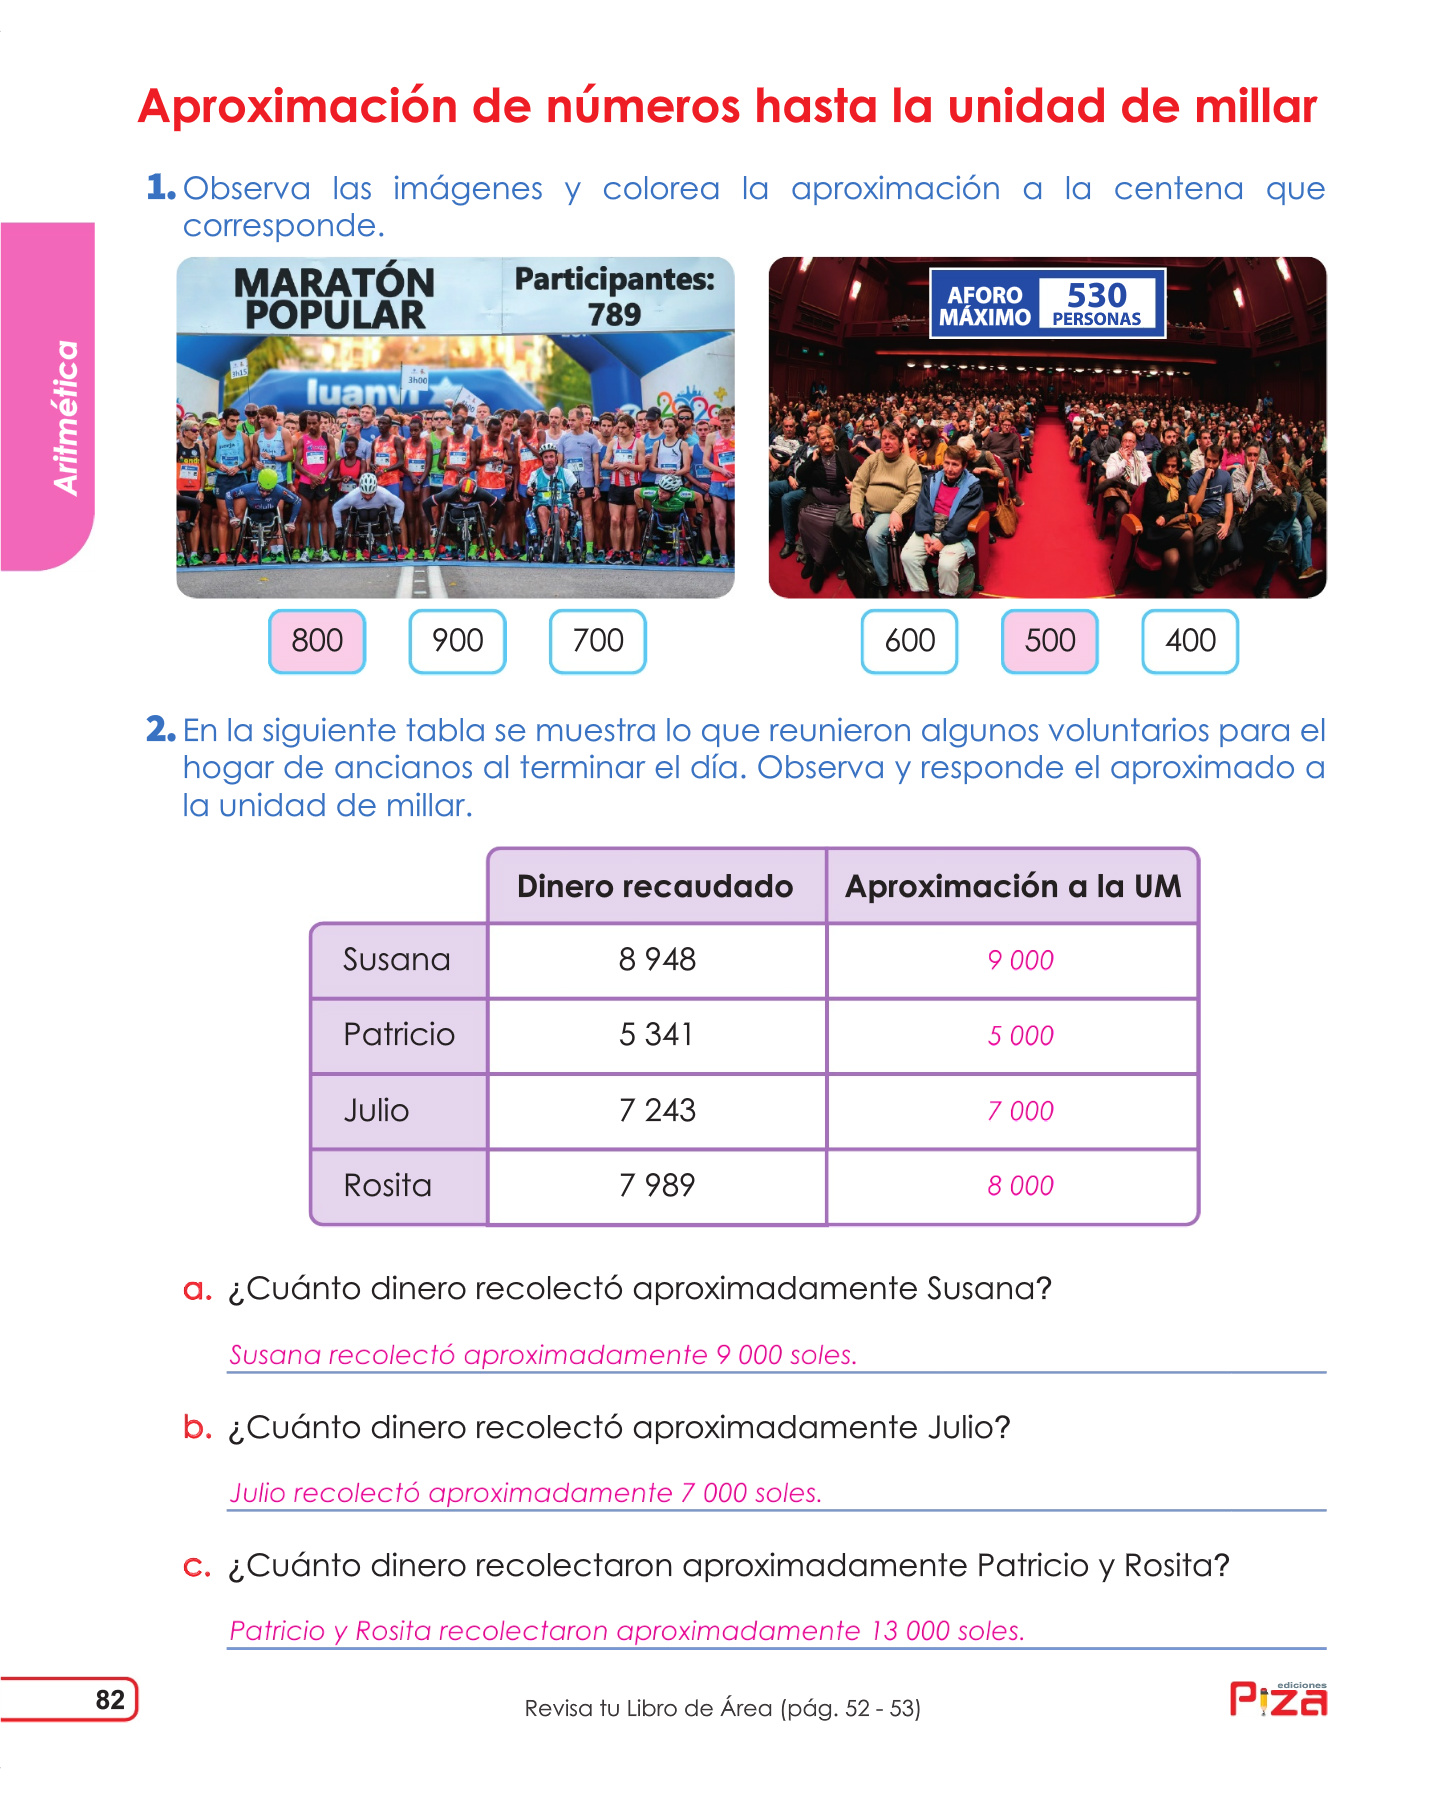 Aproximación de números hasta la unidad de millar
1. Observa las imágenes y colorea la aproximación a la centena que
corresponde.
Aritmética
MARATÓN
POPULAR
Participantes:
789
3h15
3h00
luanvi
AFORO
MÁXIMO
530
PERSONAS
800 900 700
600 500 400
2. En la siguiente tabla se muestra lo que reunieron algunos voluntarios para el
hogar de ancianos al terminar el día. Observa y responde el aproximado a
la unidad de millar.
Dinero recaudado Aproximación a la UM
Susana 8 948 9 000
Patricio 5 341 5 000
Julio 7 243 7 000
Rosita 7 989 8 000
a. ¿Cuánto dinero recolectó aproximadamente Susana?
Susana recolectó aproximadamente 9 000 soles.
b. ¿Cuánto dinero recolectó aproximadamente Julio?
Julio recolectó aproximadamente 7 000 soles.
c. ¿Cuánto dinero recolectaron aproximadamente Patricio y Rosita?
Patricio y Rosita recolectaron aproximadamente 13 000 soles.
82
Revisa tu Libro de Área (pág. 52 - 53)
ediciones
Piza